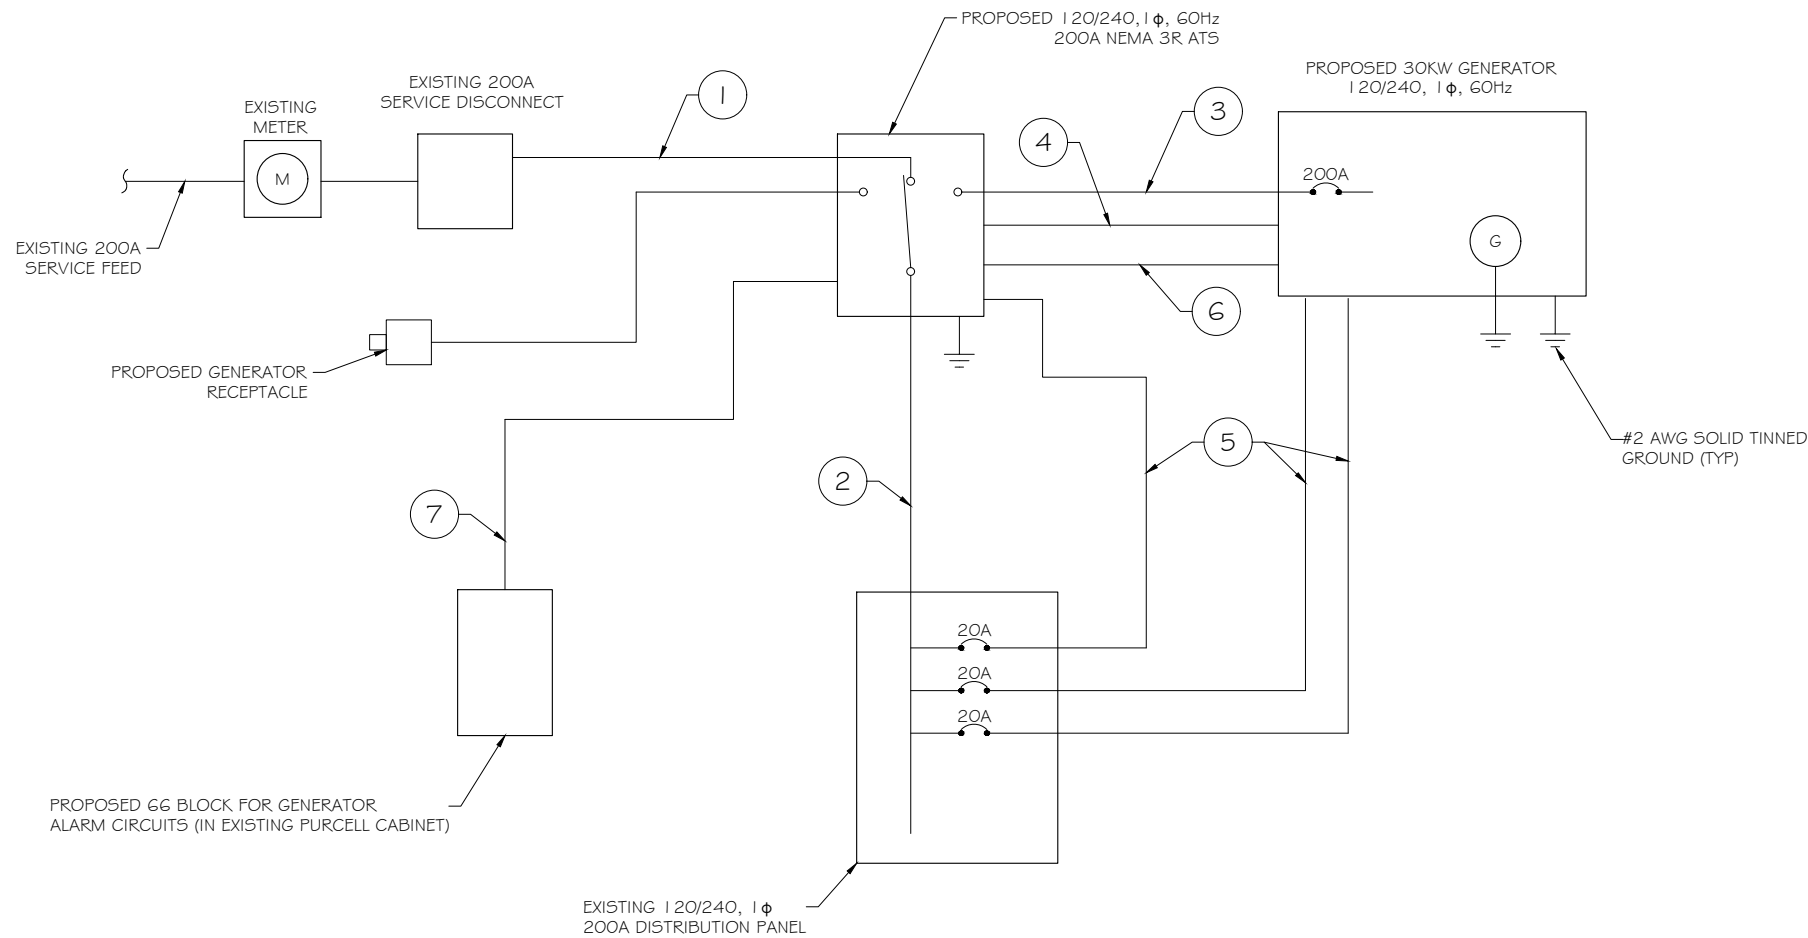 PROPOSED 120/240, 1ϕ, 60Hz
200A NEMA 3R ATS
PROPOSED 30KW GENERATOR
120/240, 1ϕ, 60Hz
EXISTING 200A
SERVICE DISCONNECT
EXISTING
METER
1
3
4
M
200A
G
EXISTING 200A
SERVICE FEED
6
PROPOSED GENERATOR
RECEPTACLE
5
#2 AWG SOLID TINNED
GROUND (TYP)
2
7
20A
20A
20A
PROPOSED 66 BLOCK FOR GENERATOR
ALARM CIRCUITS (IN EXISTING PURCELL CABINET)
EXISTING 120/240, 1ϕ
200A DISTRIBUTION PANEL